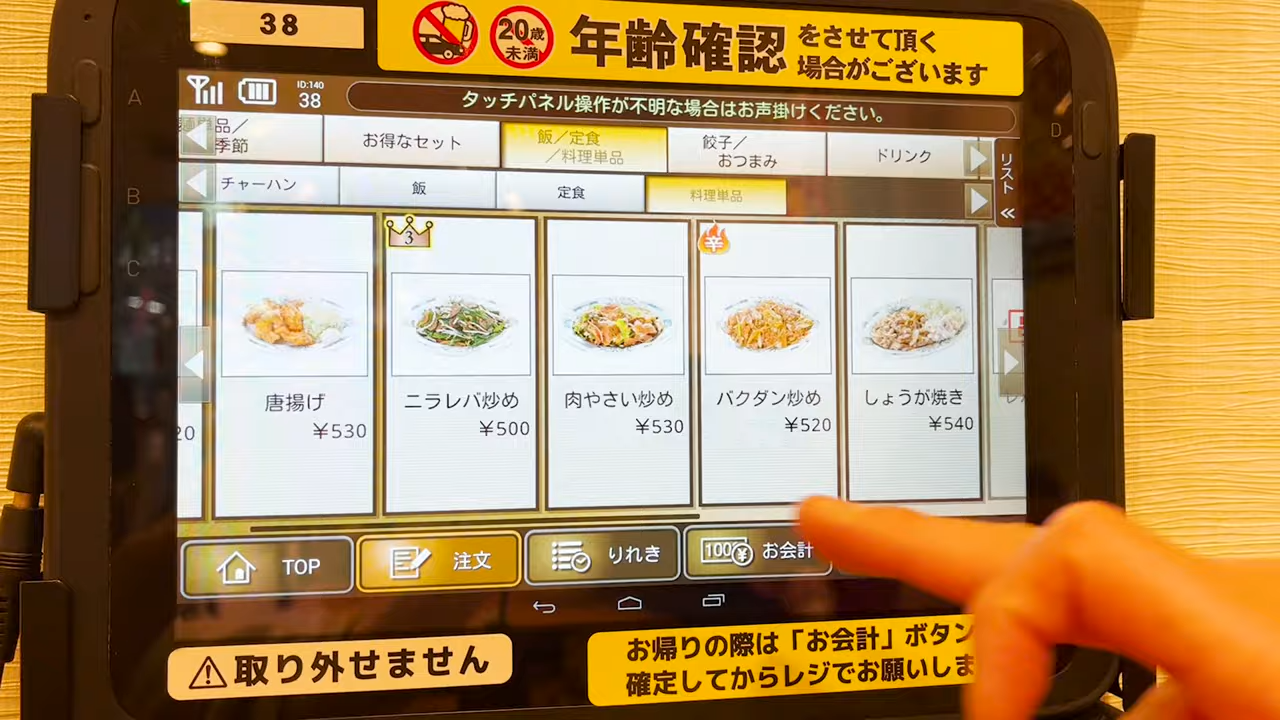 38
20歳
未満
年齢確認
をさせて頂く
場合がございます
ID:140
38
タッチパネル操作が不明な場合はお声掛けください。
A
B
C
D
品／
季節
お得なセット
飯／定食
／料理単品
餃子／
おつまみ
ドリンク
リスト
チャーハン
飯
定食
料理単品
3
辛
20
唐揚げ
¥530
ニラレバ炒め
¥500
肉やさい炒め
¥530
バクダン炒め
¥520
しょうが焼き
¥540
TOP
注文
りれき
お会計
取り外せません
お帰りの際は「お会計」ボタン
確定してからレジでお願いしま